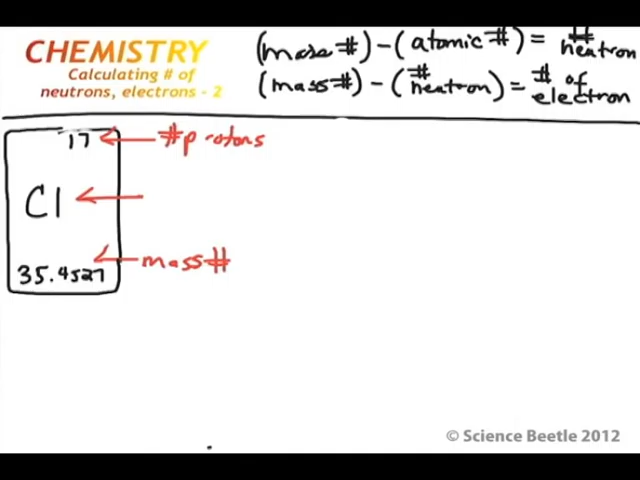 CHEMISTRY
Calculating # of
neutrons, electrons - 2
(mass #) - (atomic #) = #
neutron
(mass #) - (# neutron) = # of
electron
17
#protons
Cl
35.4527
mass #
© Science Beetle 2012